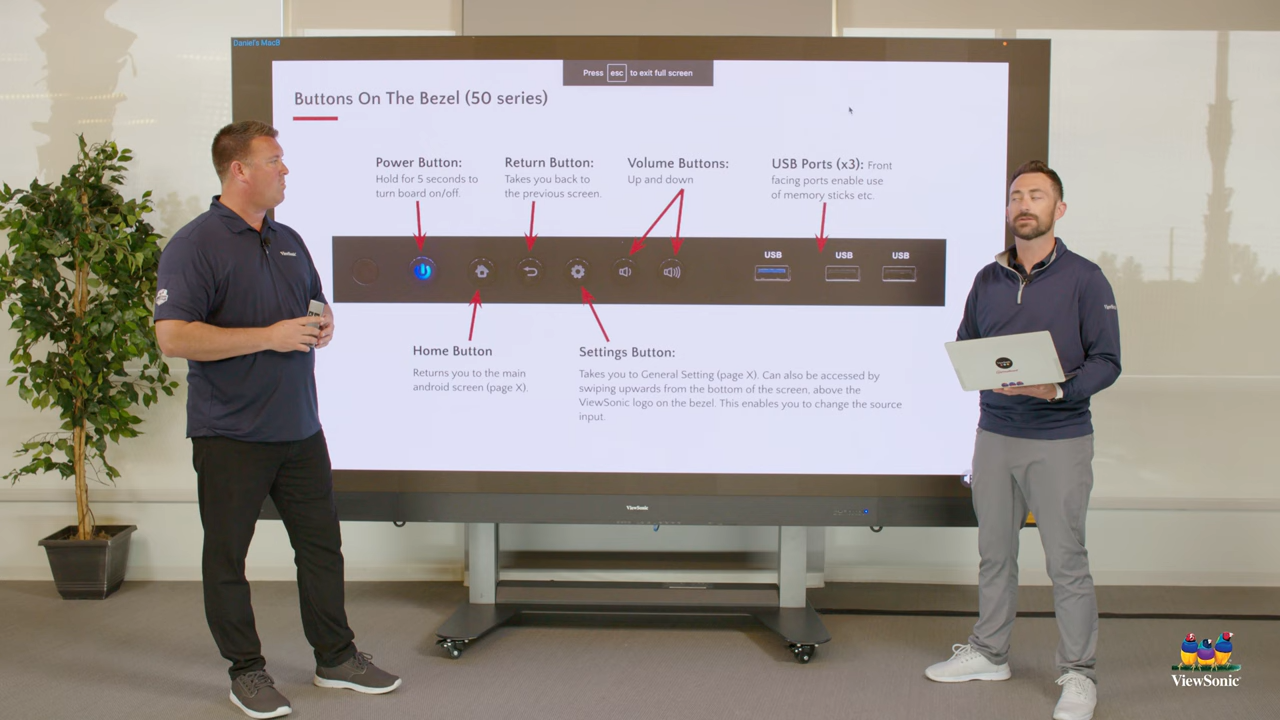 Daniel's MacB
Press esc to exit full screen
Buttons On The Bezel (50 series)
Power Button:
Hold for 5 seconds to
turn board on/off.
Return Button:
Takes you back to
the previous screen.
Volume Buttons:
Up and down
USB Ports (x3): Front
facing ports enable use
of memory sticks etc.
USB
USB
USB
Home Button
Returns you to the main
android screen (page X).
Settings Button:
Takes you to General Setting (page X). Can also be accessed by
swiping upwards from the bottom of the screen, above the
ViewSonic logo on the bezel. This enables you to change the source
input.
ViewSonic
ViewSonic
ViewSonic